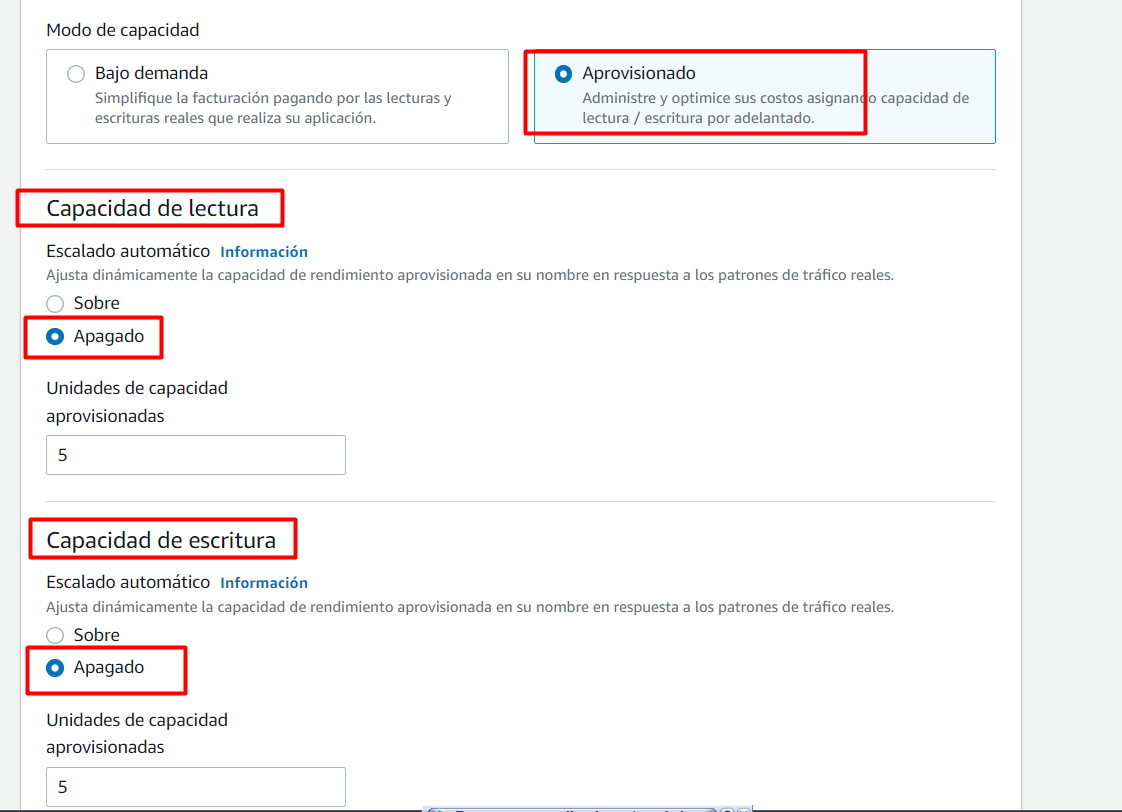 Modo de capacidad
Bajo demanda
Simplifique la facturación pagando por las lecturas y
escrituras reales que realiza su aplicación.
Aprovisionado
Administre y optimice sus costos asignando capacidad de
lectura / escritura por adelantado.
Capacidad de lectura
Escalado automático Información
Ajusta dinámicamente la capacidad de rendimiento aprovisionada en su nombre en respuesta a los patrones de tráfico reales.
Sobre
Apagado
Unidades de capacidad
aprovisionadas
5
Capacidad de escritura
Escalado automático Información
Ajusta dinámicamente la capacidad de rendimiento aprovisionada en su nombre en respuesta a los patrones de tráfico reales.
Sobre
Apagado
Unidades de capacidad
aprovisionadas
5